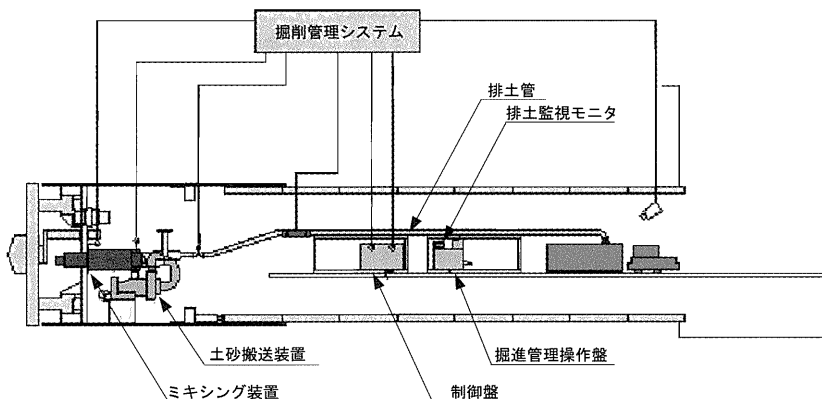 掘削管理システム
排土管
排土監視モニタ
土砂搬送装置
掘進管理操作盤
ミキシング装置
制御盤